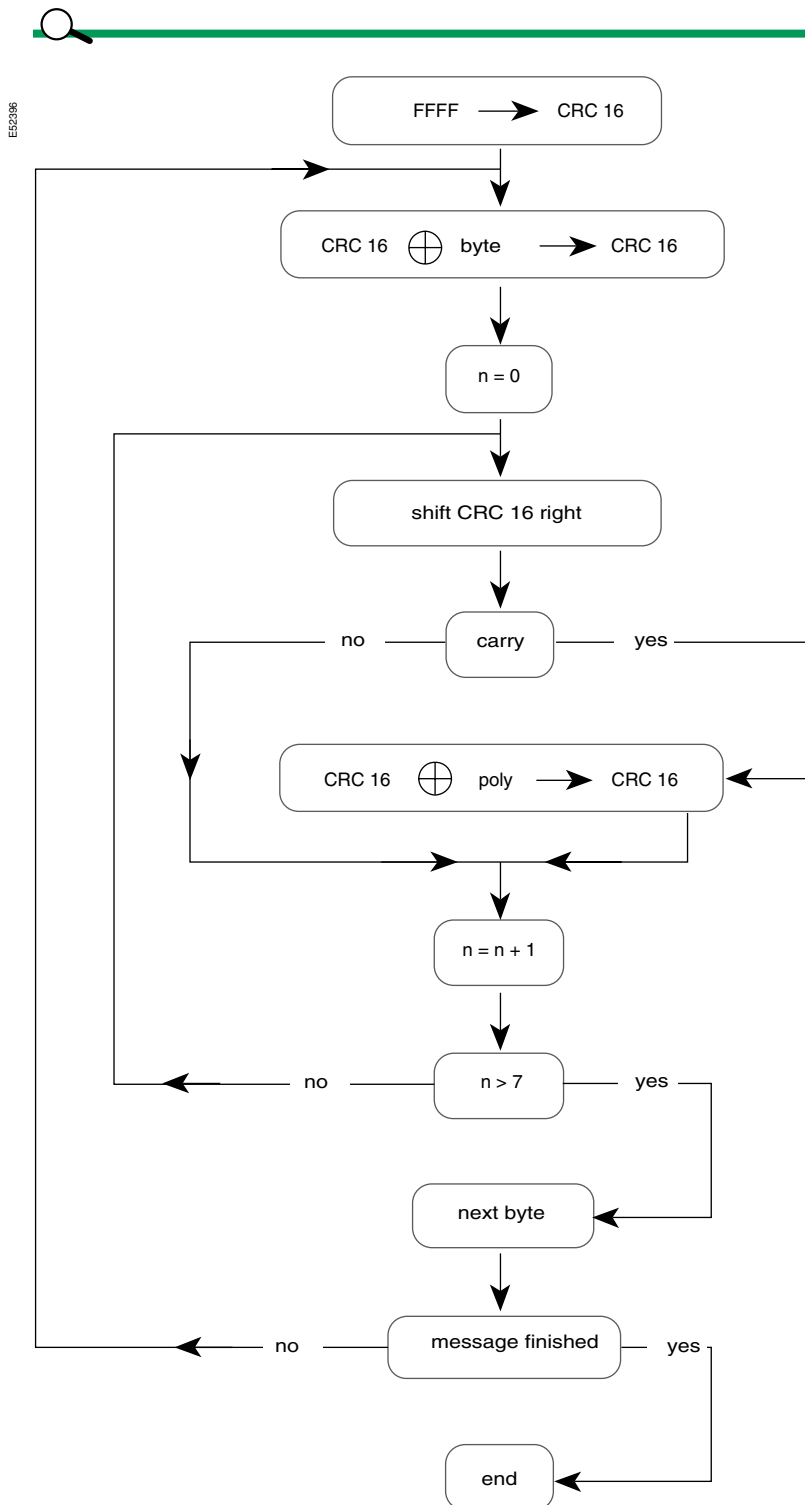 E52396
FFFF CRC 16
CRC 16 byte CRC 16
n = 0
shift CRC 16 right
no carry yes
CRC 16 poly CRC 16
n = n + 1
no n > 7 yes
next byte
no message finished yes
end